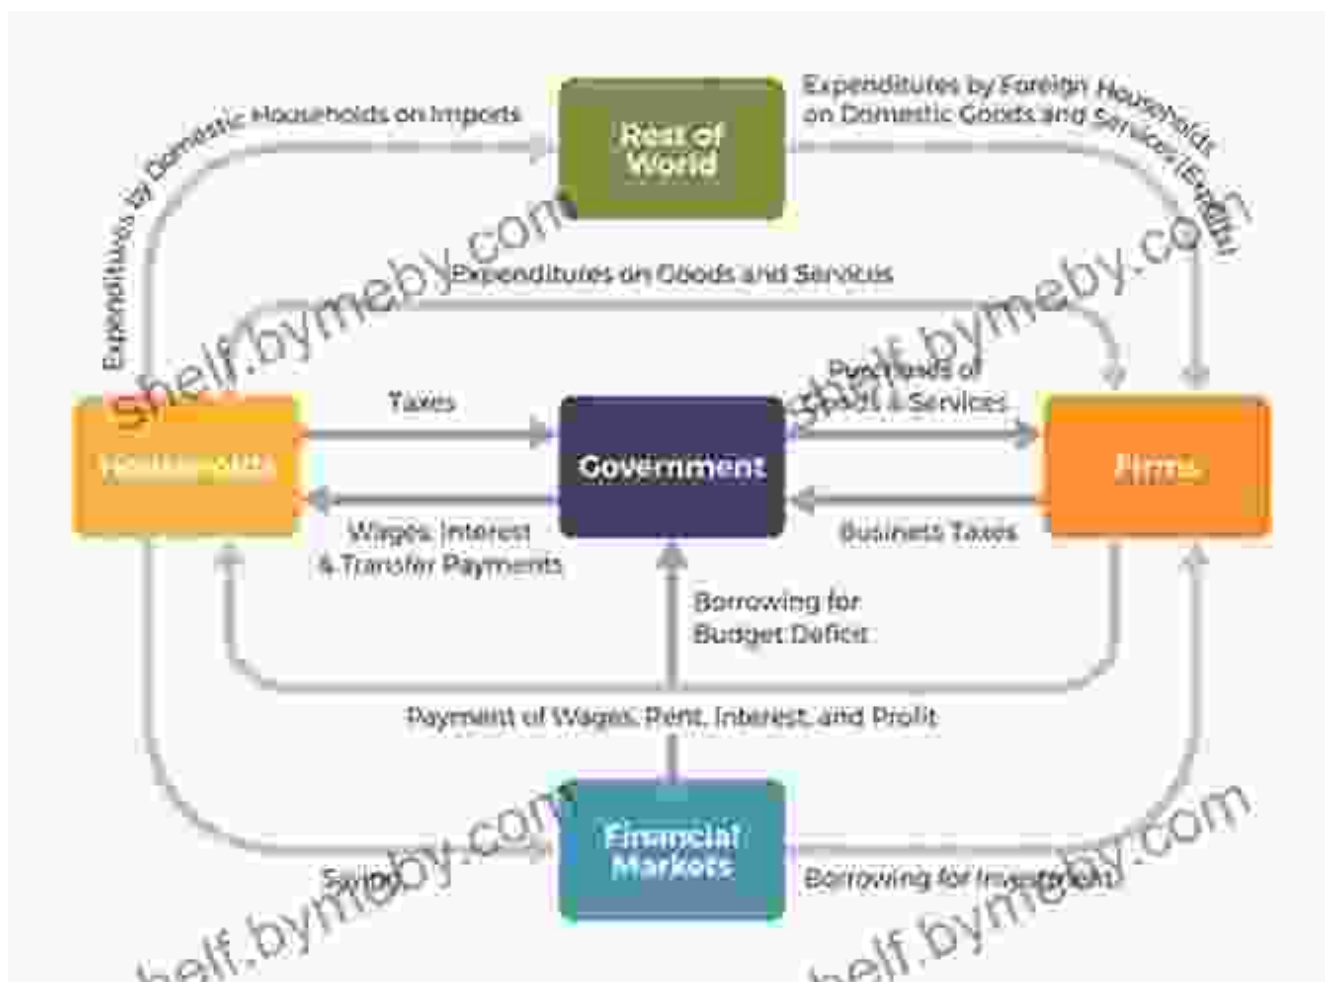 Expenditures by Domestic Households on Imports
Rest of
World
Expenditures by Foreign Households
on Domestic Goods and Services (Exports)
Expenditures on Goods and Services
Households
Taxes
Government
Purchases of
Goods & Services
Firms
Wages, Interest
& Transfer Payments
Business Taxes
Borrowing for
Budget Deficit
Payment of Wages, Rent, Interest, and Profit
Financial
Markets
Saving
Borrowing for Investment
shelf.bymeby.com
shelf.bymeby.com
shelf.bymeby.com
shelf.bymeby.com